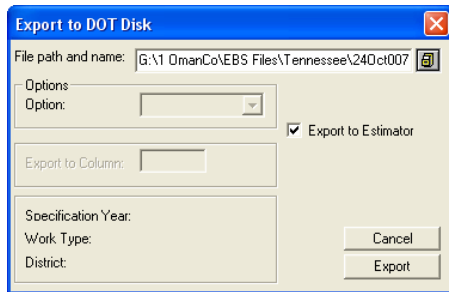 Export to DOT Disk
File path and name: G:\1 OmanCo\EBS Files\Tennessee\24Oct007
Options
Option:
Export to Estimator
Export to Column:
Specification Year:
Work Type:
District:
Cancel
Export